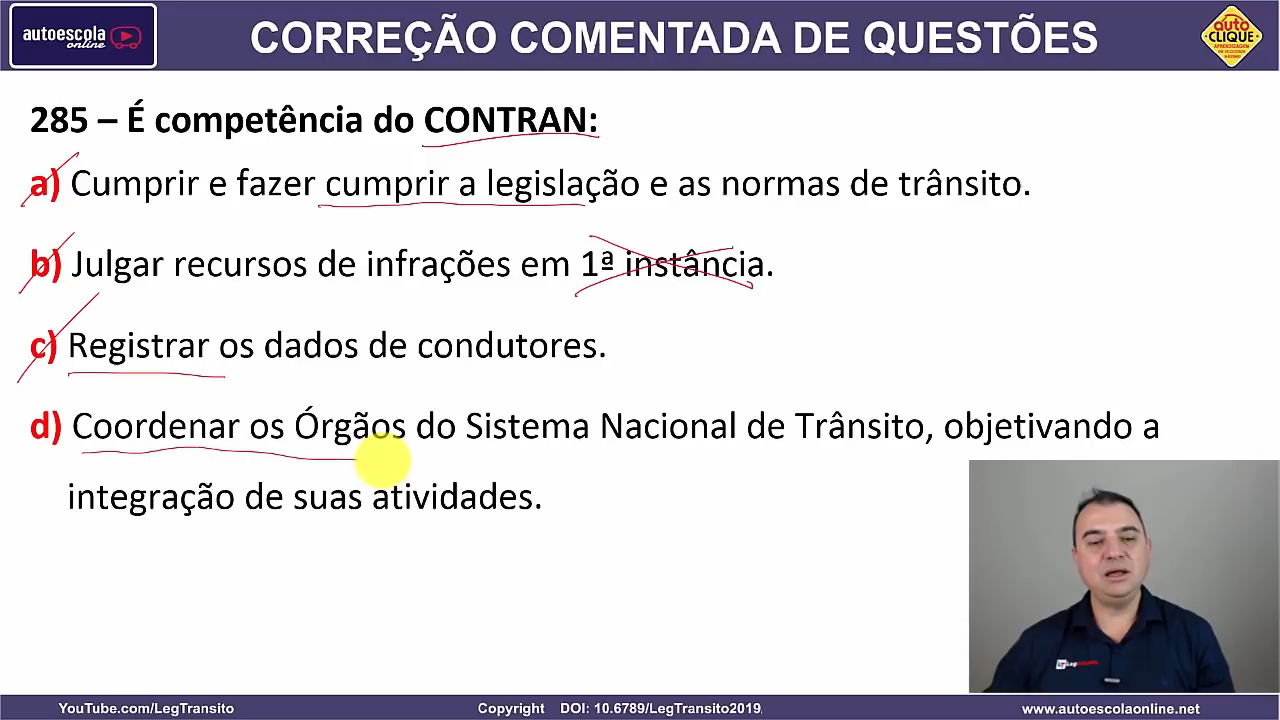 autoescola
online
CORREÇÃO COMENTADA DE QUESTÕES
auto
CLIQUE
285 – É competência do CONTRAN:
a) Cumprir e fazer cumprir a legislação e as normas de trânsito.
b) Julgar recursos de infrações em 1ª instância.
c) Registrar os dados de condutores.
d) Coordenar os Órgãos do Sistema Nacional de Trânsito, objetivando a
integração de suas atividades.
YouTube.com/LegTransito
Copyright DOI: 10.6789/LegTransito2019
www.autoescolaonline.net